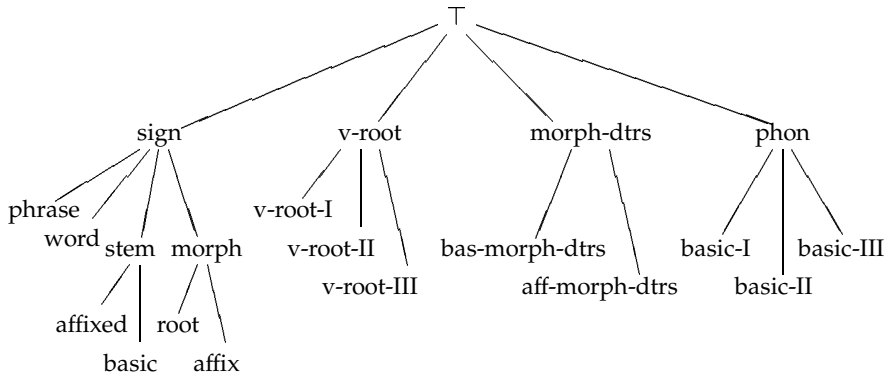 ⊤
sign v-root morph-dtrs phon
phrase v-root-I
word stem morph v-root-II bas-morph-dtrs basic-I basic-III
v-root-III aff-morph-dtrs basic-II
affixed root
basic affix